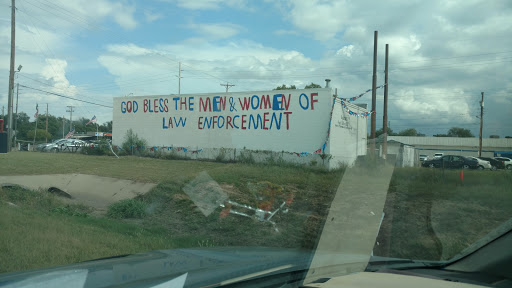 GOD BLESS THE MEN & WOMEN OF
LAW ENFORCEMENT